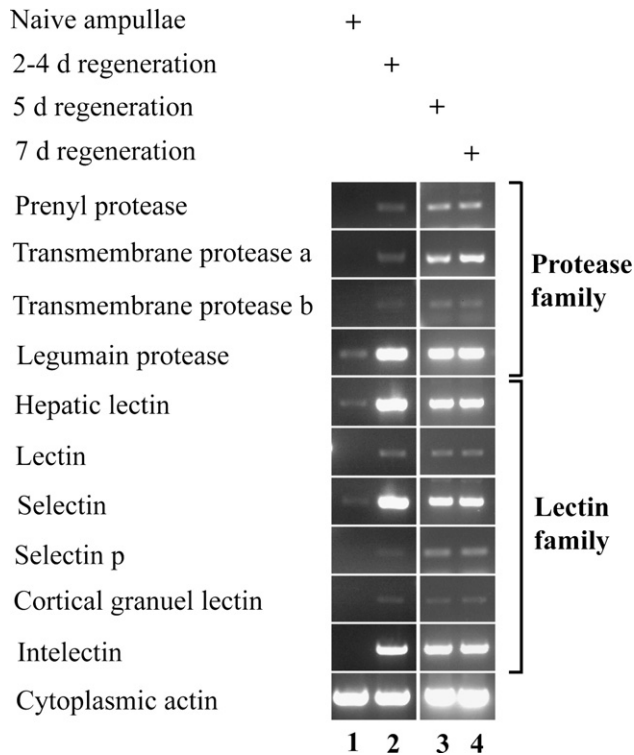 Naive ampullae +
2-4 d regeneration +
5 d regeneration +
7 d regeneration +
Prenyl protease
Transmembrane protease a
Transmembrane protease b
Legumain protease
Protease
family
Hepatic lectin
Lectin
Selectin
Selectin p
Cortical granuel lectin
Intelectin
Lectin
family
Cytoplasmic actin
1 2 3 4